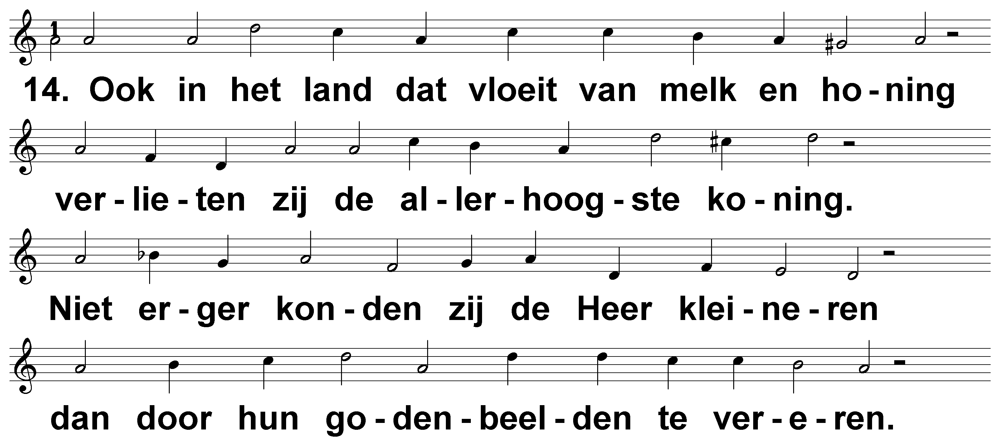 1
14. Ook in het land dat vloeit van melk en ho - ning
ver - lie - ten zij de al - ler - hoog - ste ko - ning.
Niet er - ger kon - den zij de Heer klei - ne - ren
dan door hun go - den - beel - den te ver - e - ren.